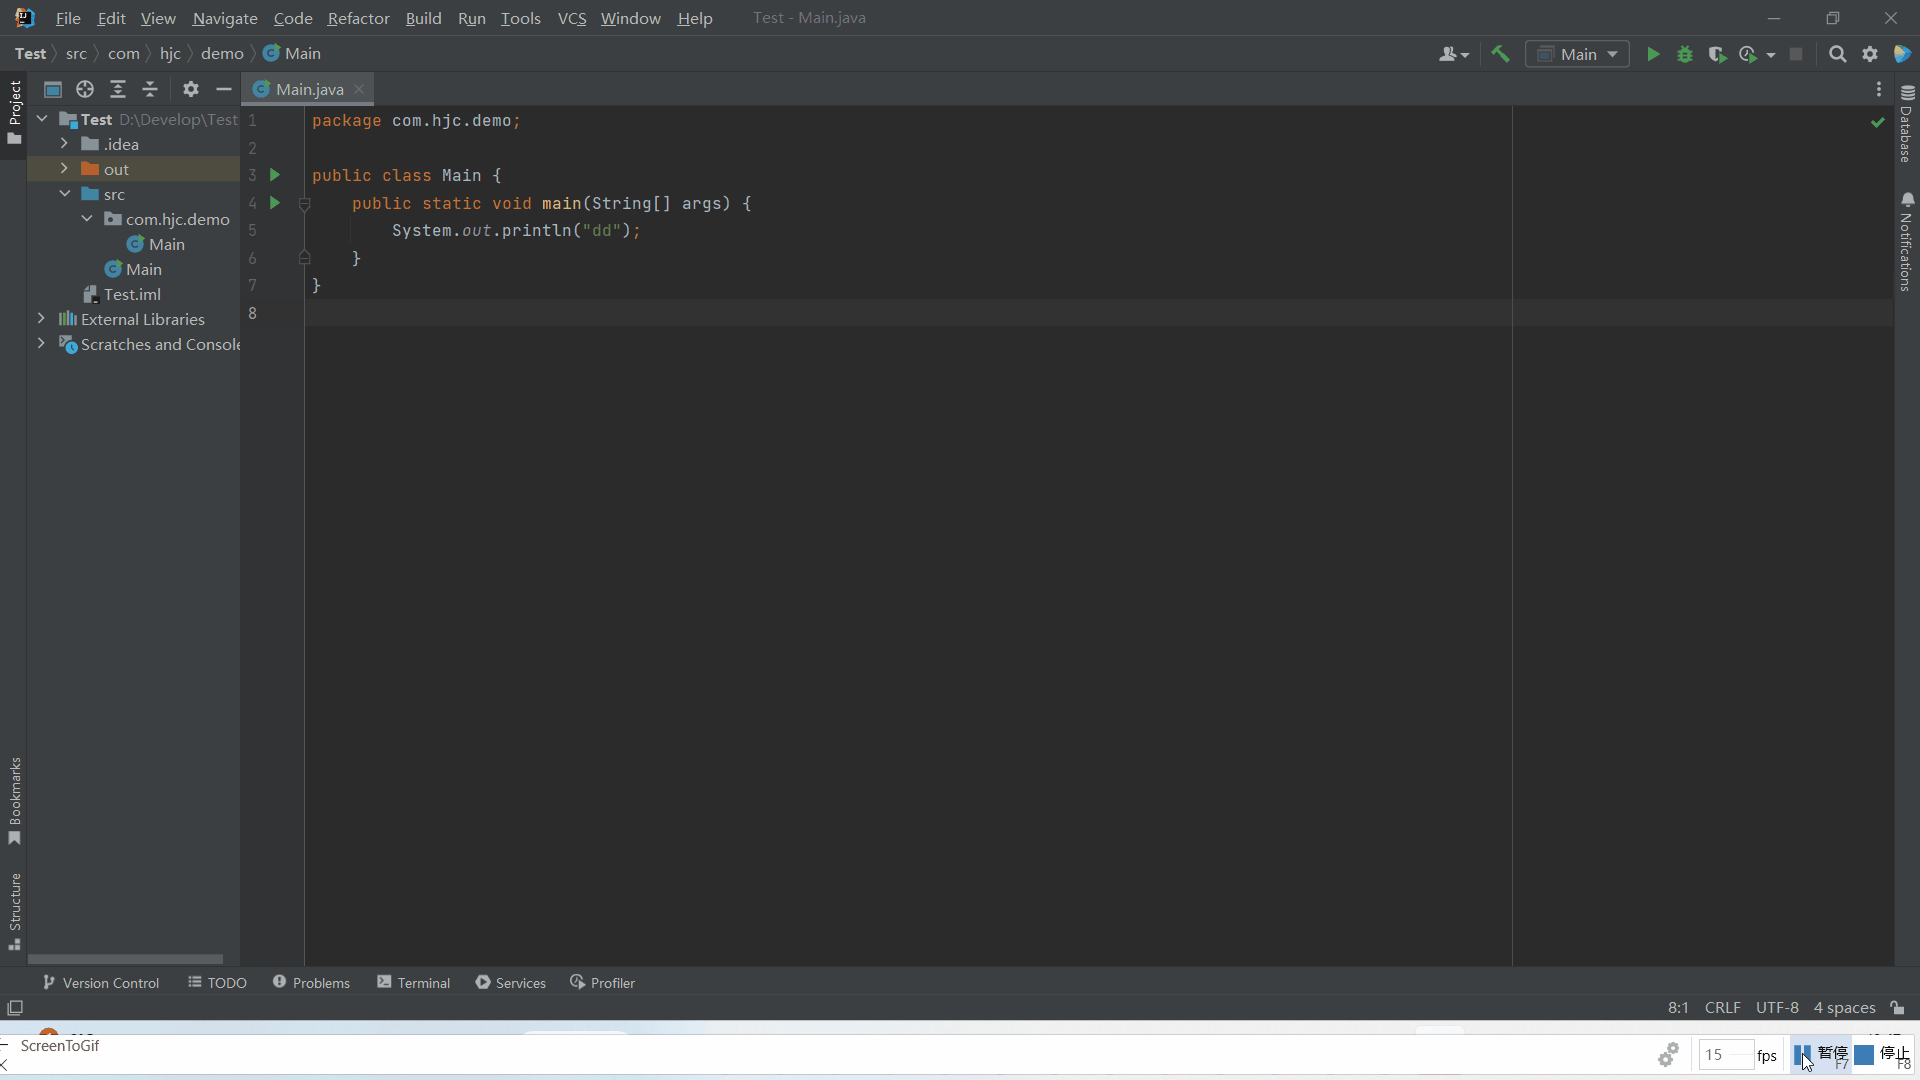 File Edit View Navigate Code Refactor Build Run Tools VCS Window Help Test - Main.java
Test src com hjc demo Main
Main
Project
Main.java
Test D:\Develop\Test
.idea
out
src
com.hjc.demo
Main
Main
Test.iml
External Libraries
Scratches and Console
1 package com.hjc.demo;
2
3 public class Main {
4 public static void main(String[] args) {
5 System.out.println("dd");
6 }
7 }
8
Database
Notifications
Bookmarks
Structure
Version Control TODO Problems Terminal Services Profiler
8:1 CRLF UTF-8 4 spaces
ScreenToGif
15 fps 暂停 F7 停止 F8